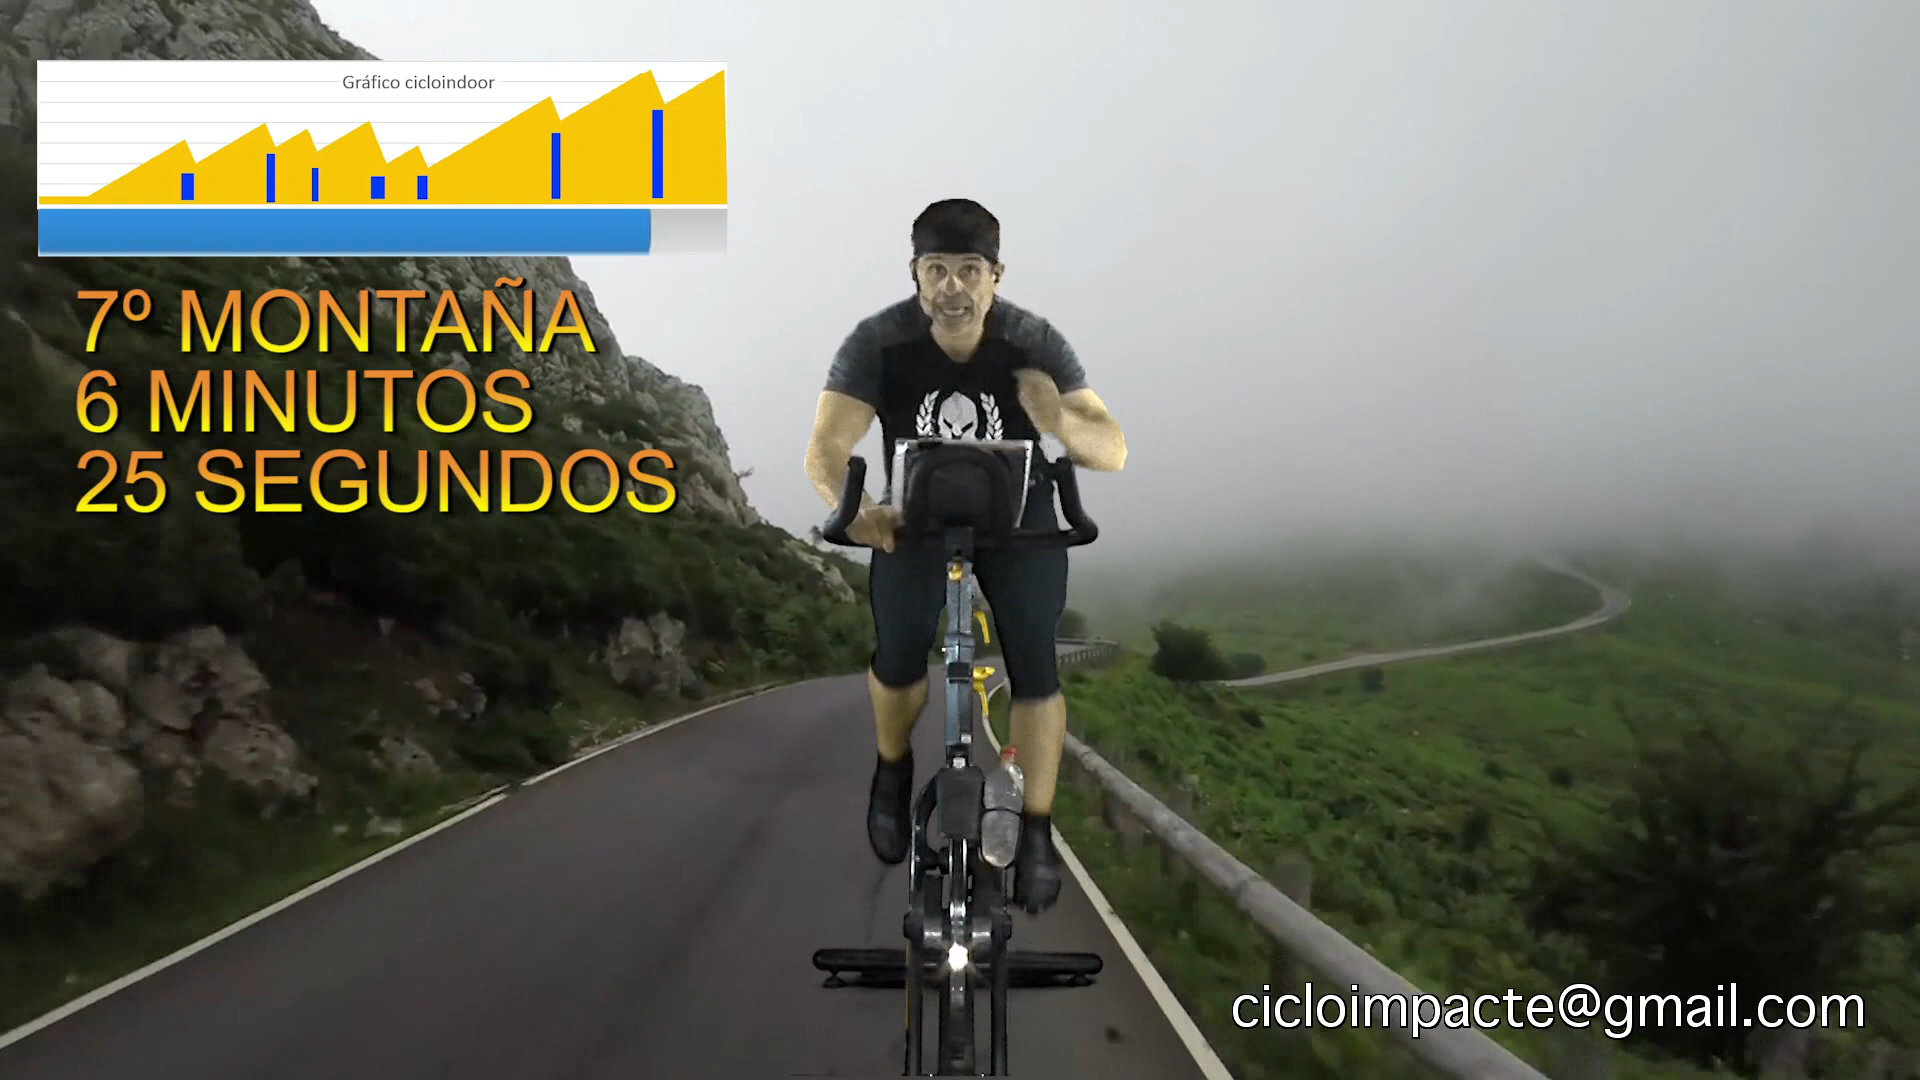 Gráfico cicloindoor
7º MONTAÑA
6 MINUTOS
25 SEGUNDOS
cicloimpacte@gmail.com